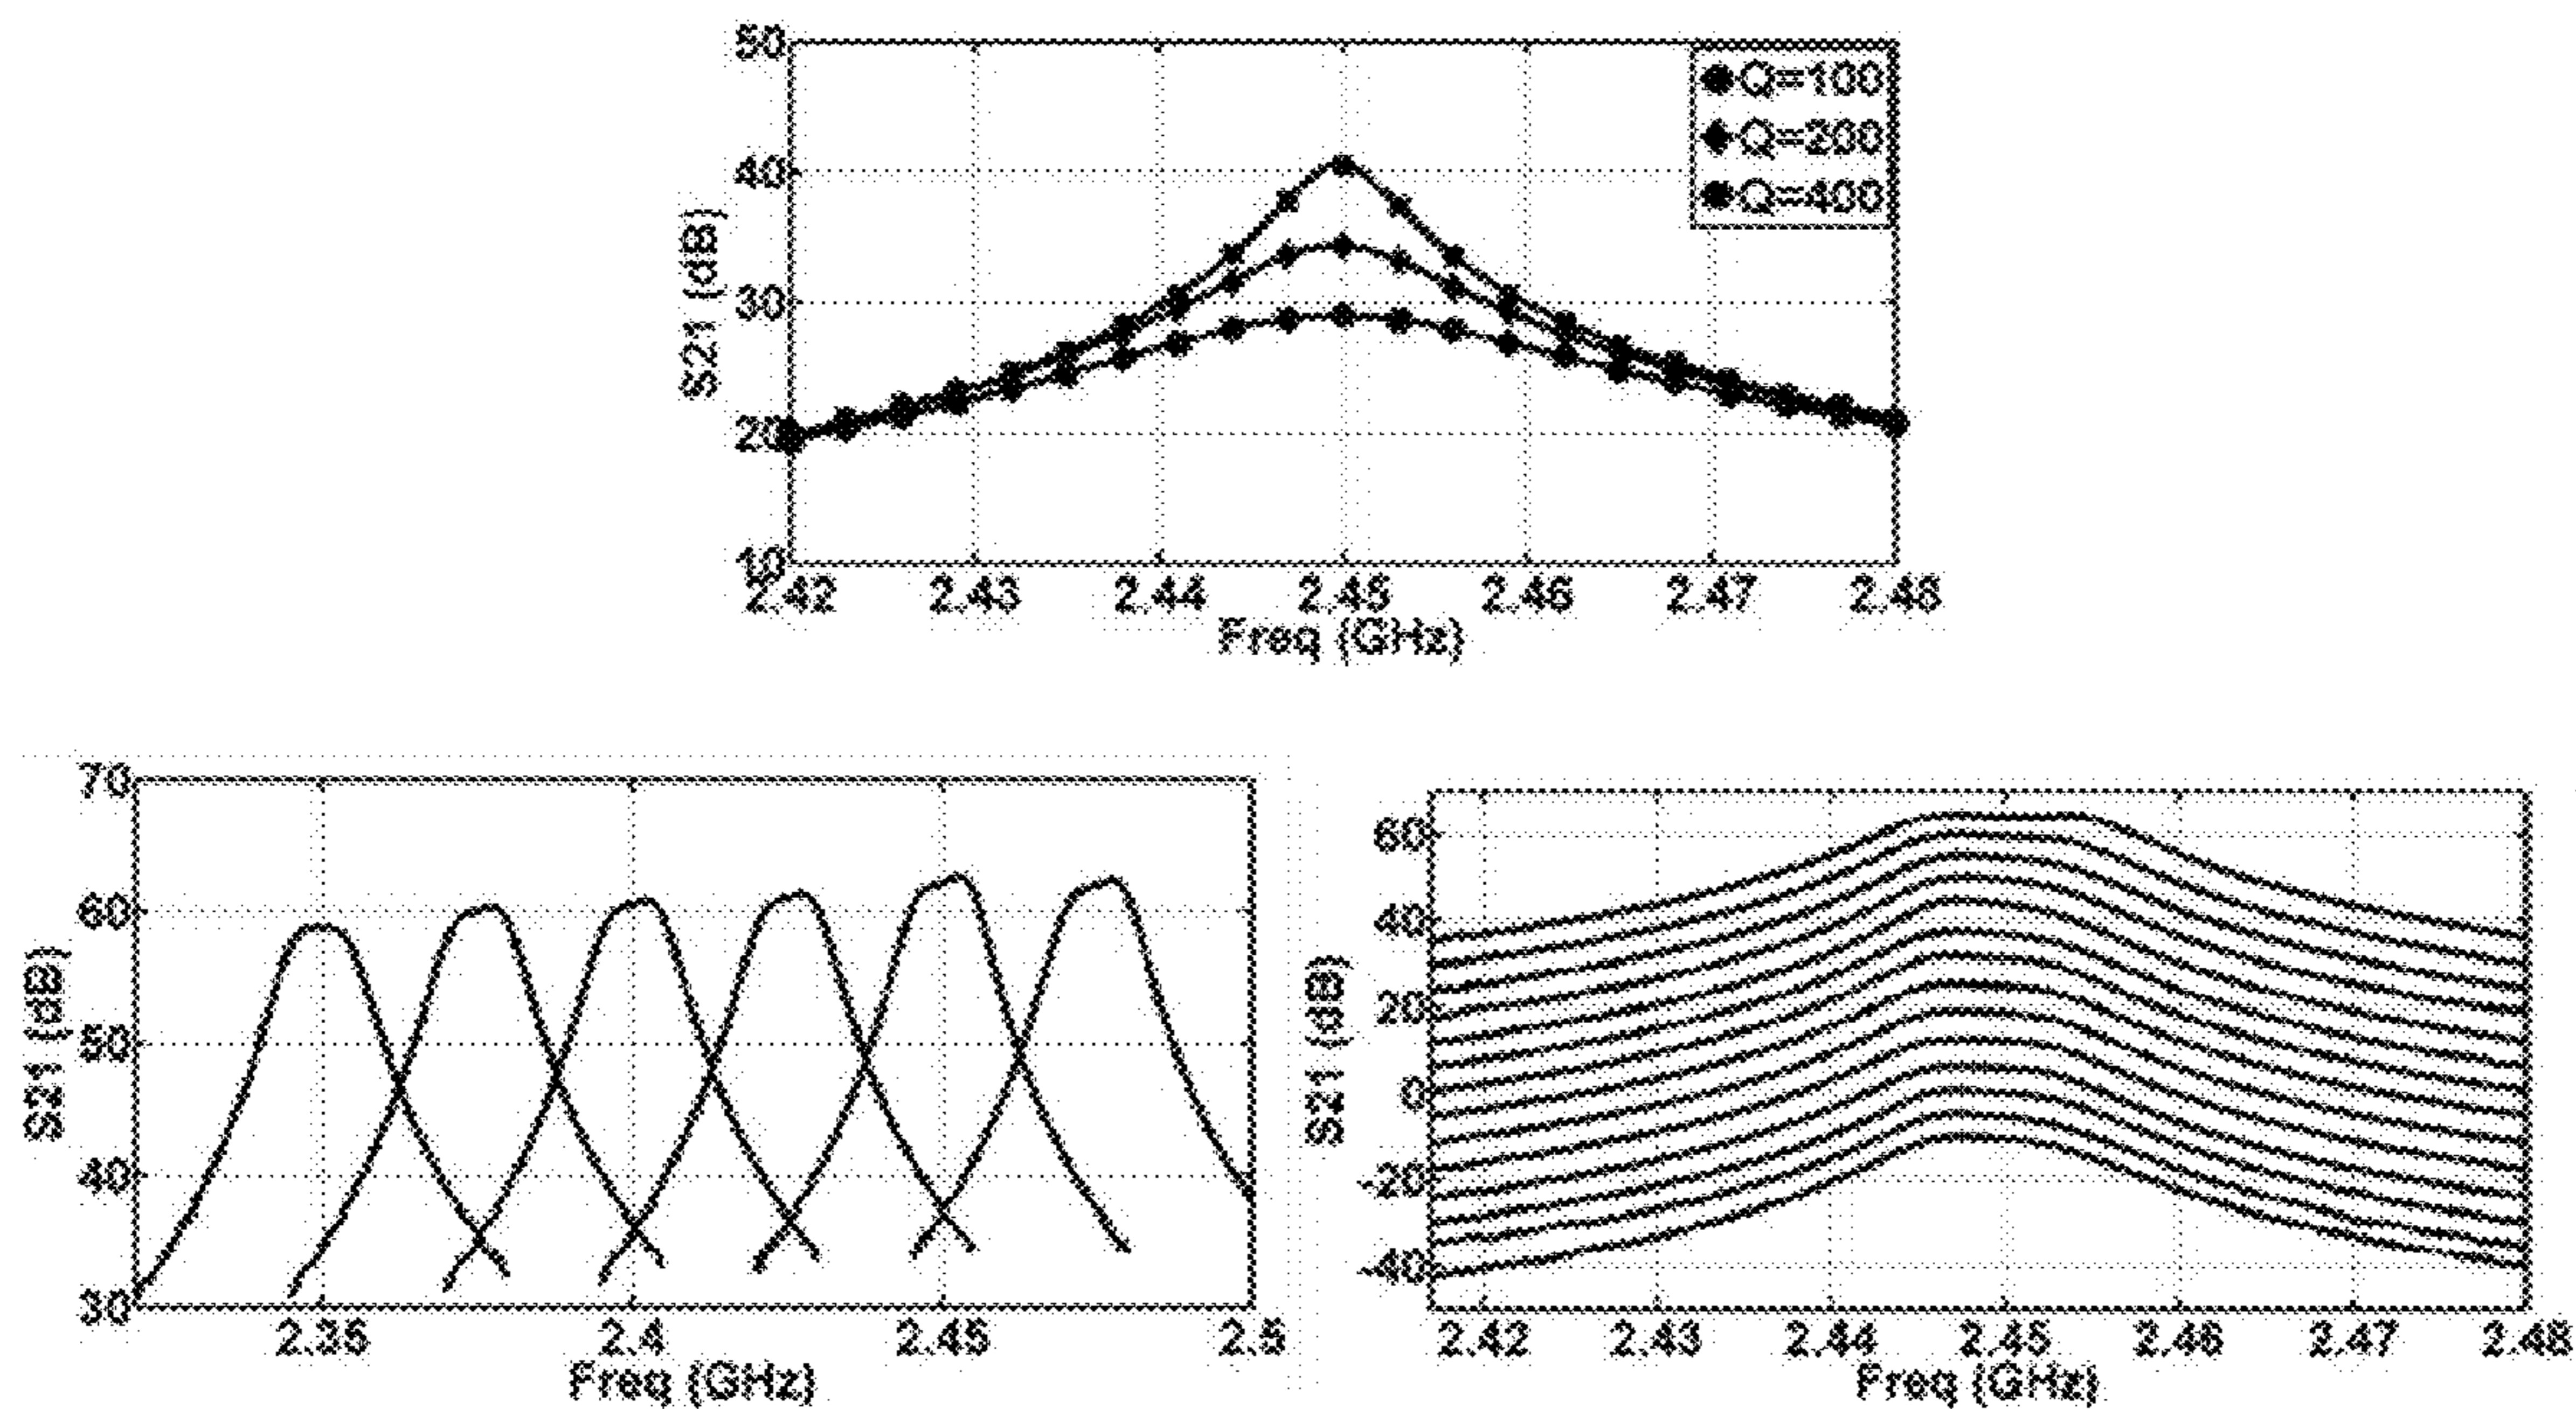 50
40
30
20
10
S21 (dB)
Q=100
Q=200
Q=400
2.42 2.43 2.44 2.45 2.46 2.47 2.48
Freq (GHz)
70
60
50
40
30
S21 (dB)
2.35 2.4 2.45 2.5
Freq (GHz)
60
40
20
0
-20
-40
S21 (dB)
2.42 2.43 2.44 2.45 2.46 2.47 2.48
Freq (GHz)